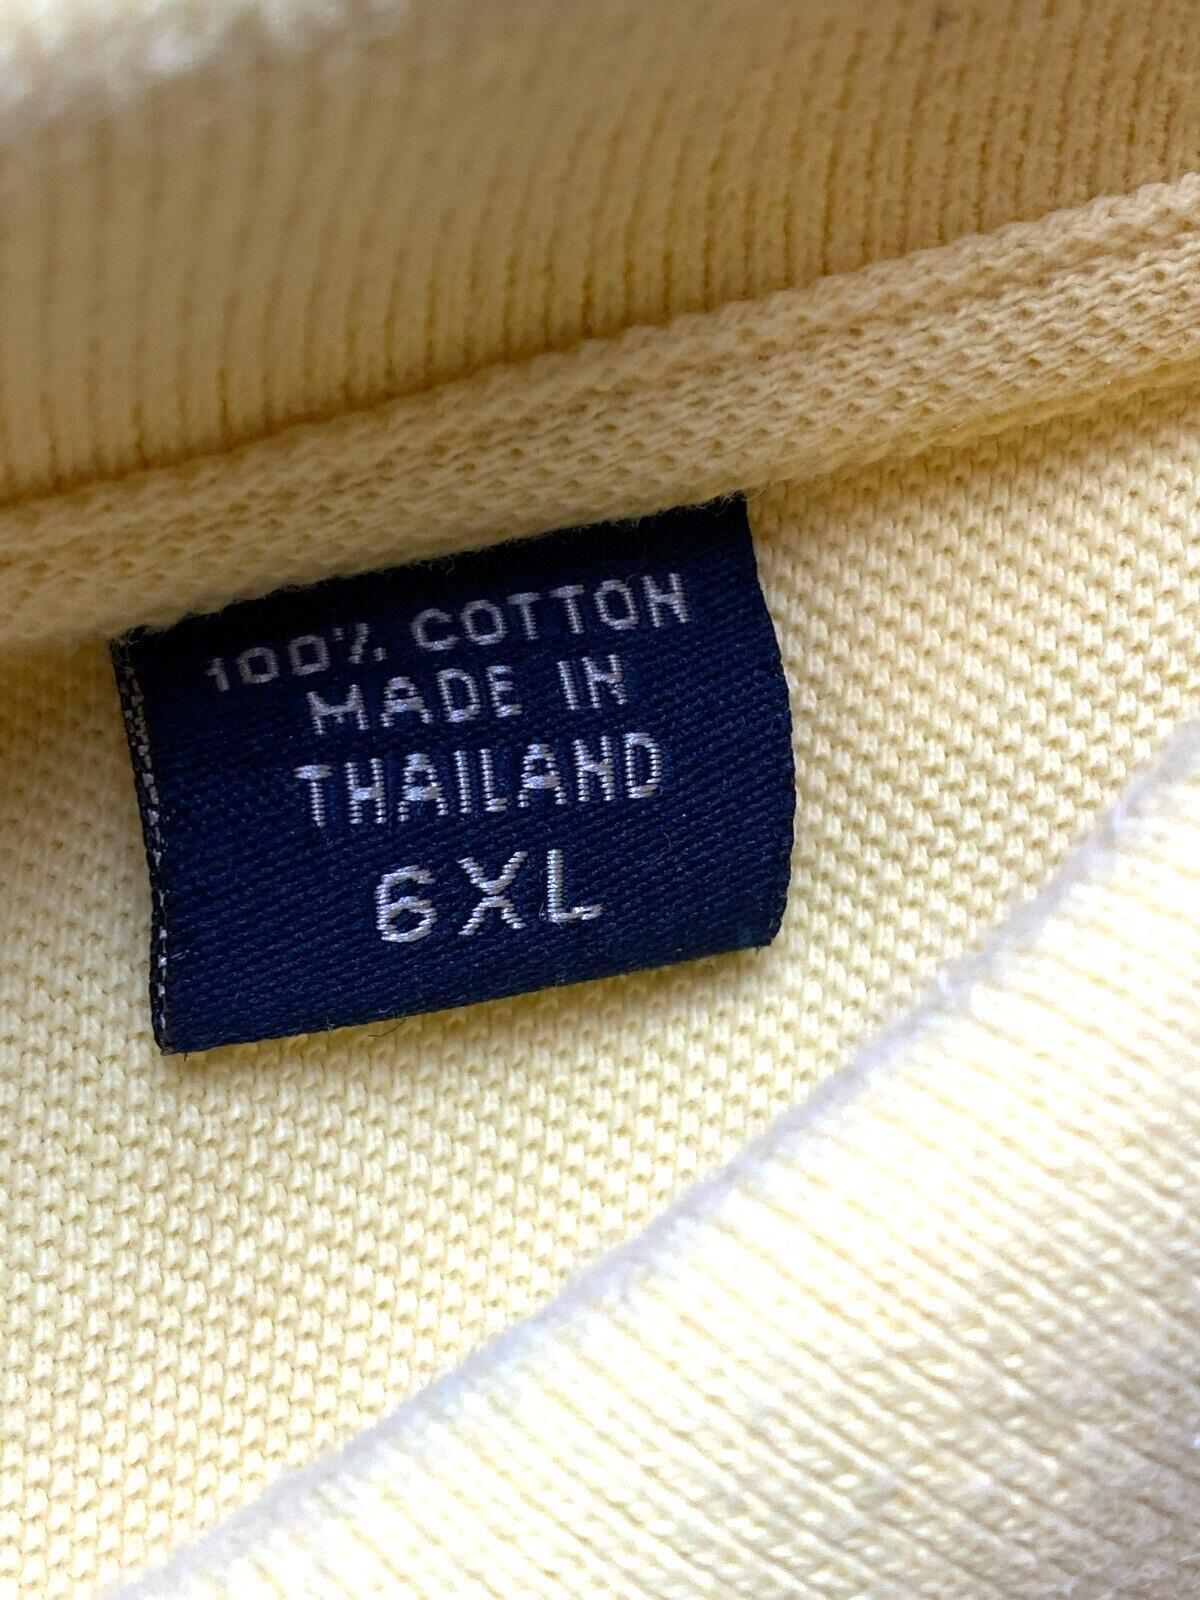 100% COTTON
MADE IN
THAILAND
6XL